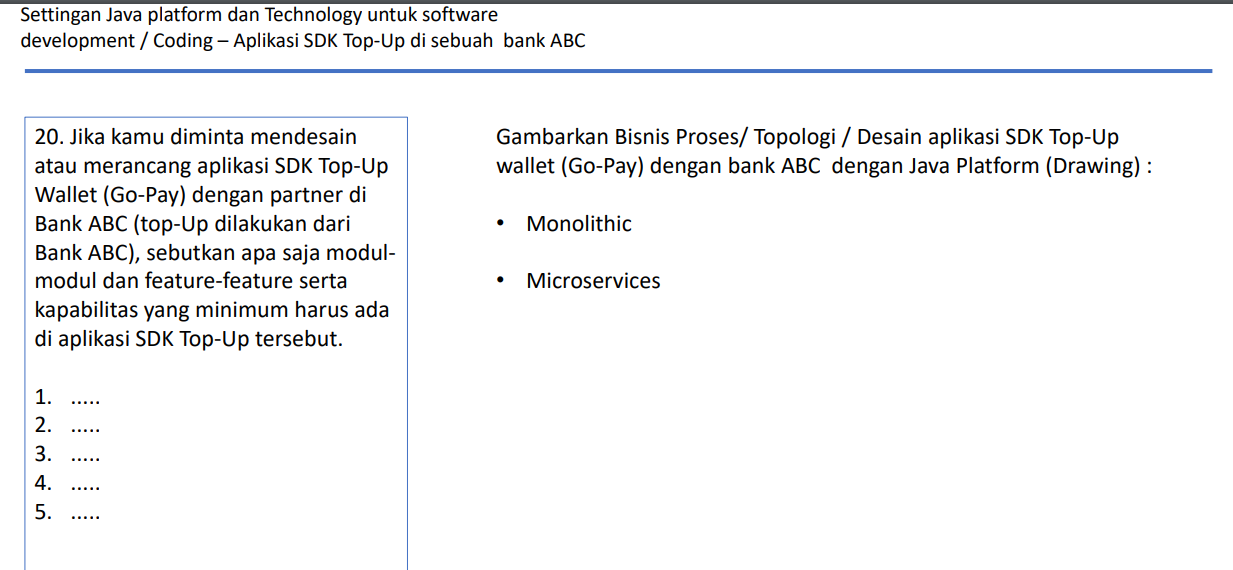 Settingan Java platform dan Technology untuk software
development / Coding – Aplikasi SDK Top-Up di sebuah bank ABC
20. Jika kamu diminta mendesain
atau merancang aplikasi SDK Top-Up
Wallet (Go-Pay) dengan partner di
Bank ABC (top-Up dilakukan dari
Bank ABC), sebutkan apa saja modul-
modul dan feature-feature serta
kapabilitas yang minimum harus ada
di aplikasi SDK Top-Up tersebut.
1. .....
2. .....
3. .....
4. .....
5. .....
Gambarkan Bisnis Proses/ Topologi / Desain aplikasi SDK Top-Up
wallet (Go-Pay) dengan bank ABC dengan Java Platform (Drawing) :
• Monolithic
• Microservices